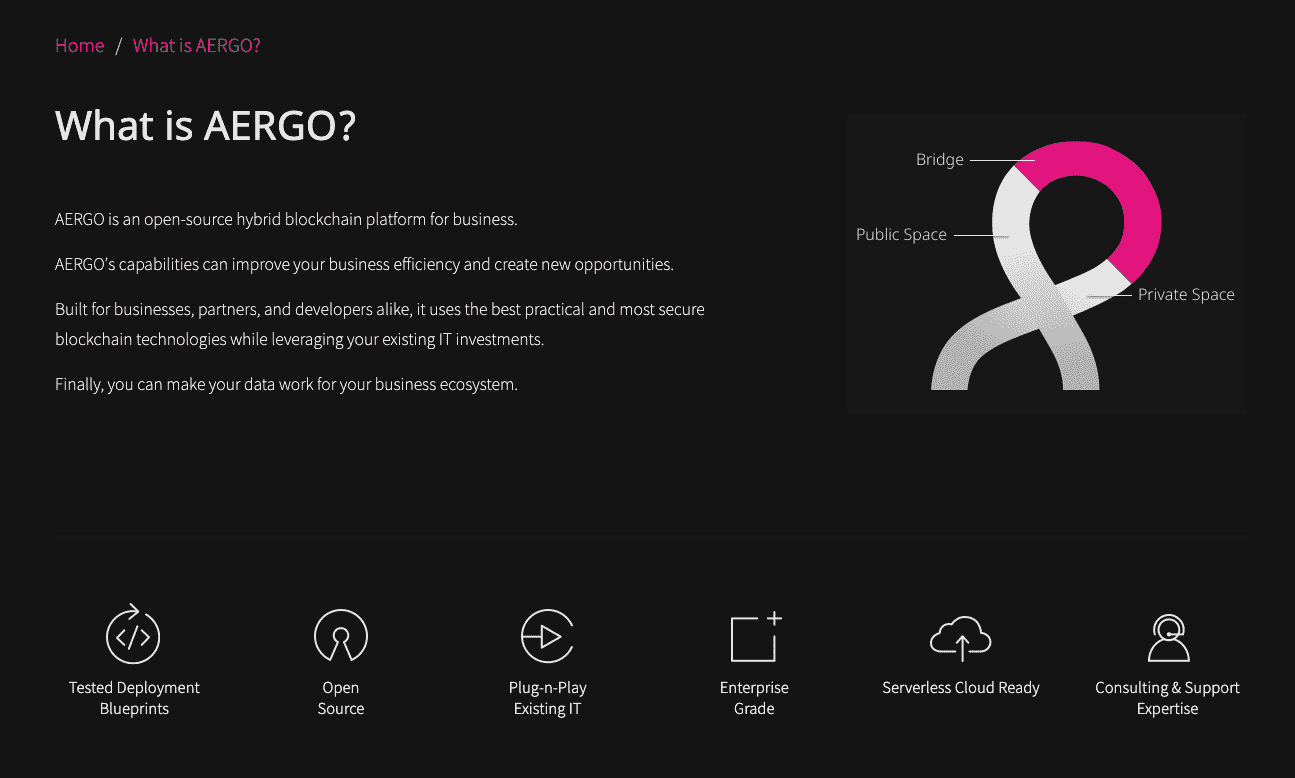 Home / What is AERGO?
What is AERGO?
AERGO is an open-source hybrid blockchain platform for business.
AERGO’s capabilities can improve your business efficiency and create new opportunities.
Built for businesses, partners, and developers alike, it uses the best practical and most secure
blockchain technologies while leveraging your existing IT investments.
Finally, you can make your data work for your business ecosystem.
Bridge
Public Space
Private Space
Tested Deployment
Blueprints
Open
Source
Plug-n-Play
Existing IT
Enterprise
Grade
Serverless Cloud Ready
Consulting & Support
Expertise